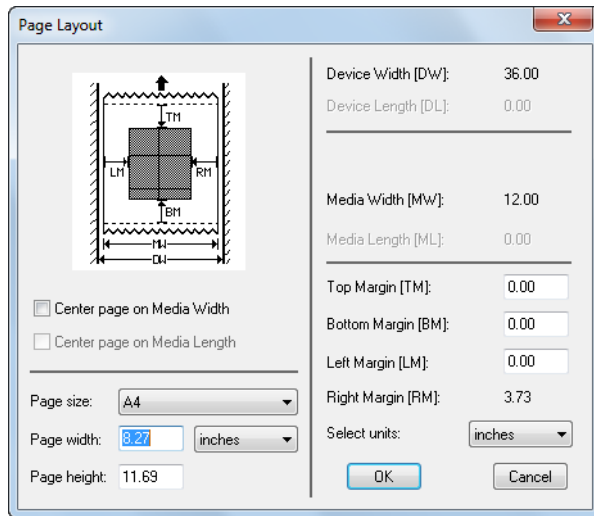 Page Layout
TM
LM
RM
BM
MW
DW
Center page on Media Width
Center page on Media Length
Page size: A4
Page width: 8.27 inches
Page height: 11.69
Device Width [DW]: 36.00
Device Length [DL]: 0.00
Media Width [MW]: 12.00
Media Length [ML]: 0.00
Top Margin [TM]: 0.00
Bottom Margin [BM]: 0.00
Left Margin [LM]: 0.00
Right Margin [RM]: 3.73
Select units: inches
OK Cancel